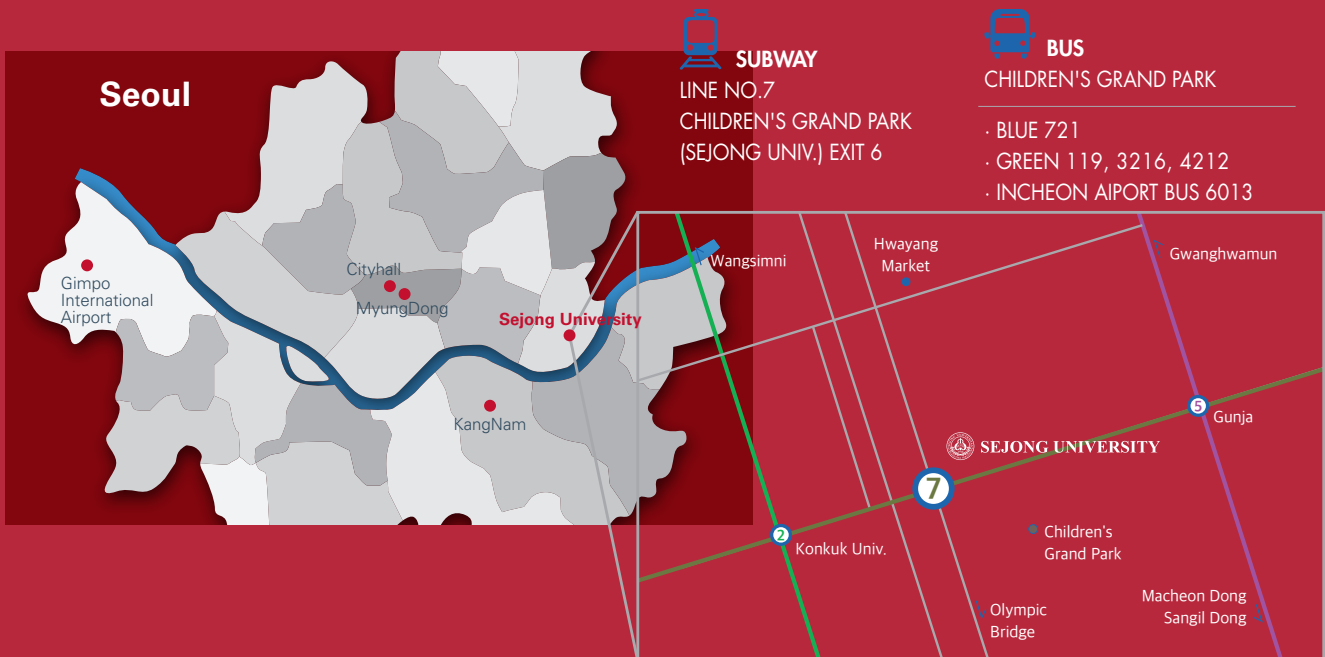 Seoul
SUBWAY
LINE NO.7
CHILDREN'S GRAND PARK
(SEJONG UNIV.) EXIT 6
BUS
CHILDREN'S GRAND PARK
· BLUE 721
· GREEN 119, 3216, 4212
· INCHEON AIPORT BUS 6013
Gimpo
International
Airport
Cityhall
MyungDong
Sejong University
KangNam
Wangsimni
Hwayang
Market
Gwanghwamun
5
Gunja
SEJONG UNIVERSITY
7
2
Konkuk Univ.
Children's
Grand Park
Olympic
Bridge
Macheon Dong
Sangil Dong